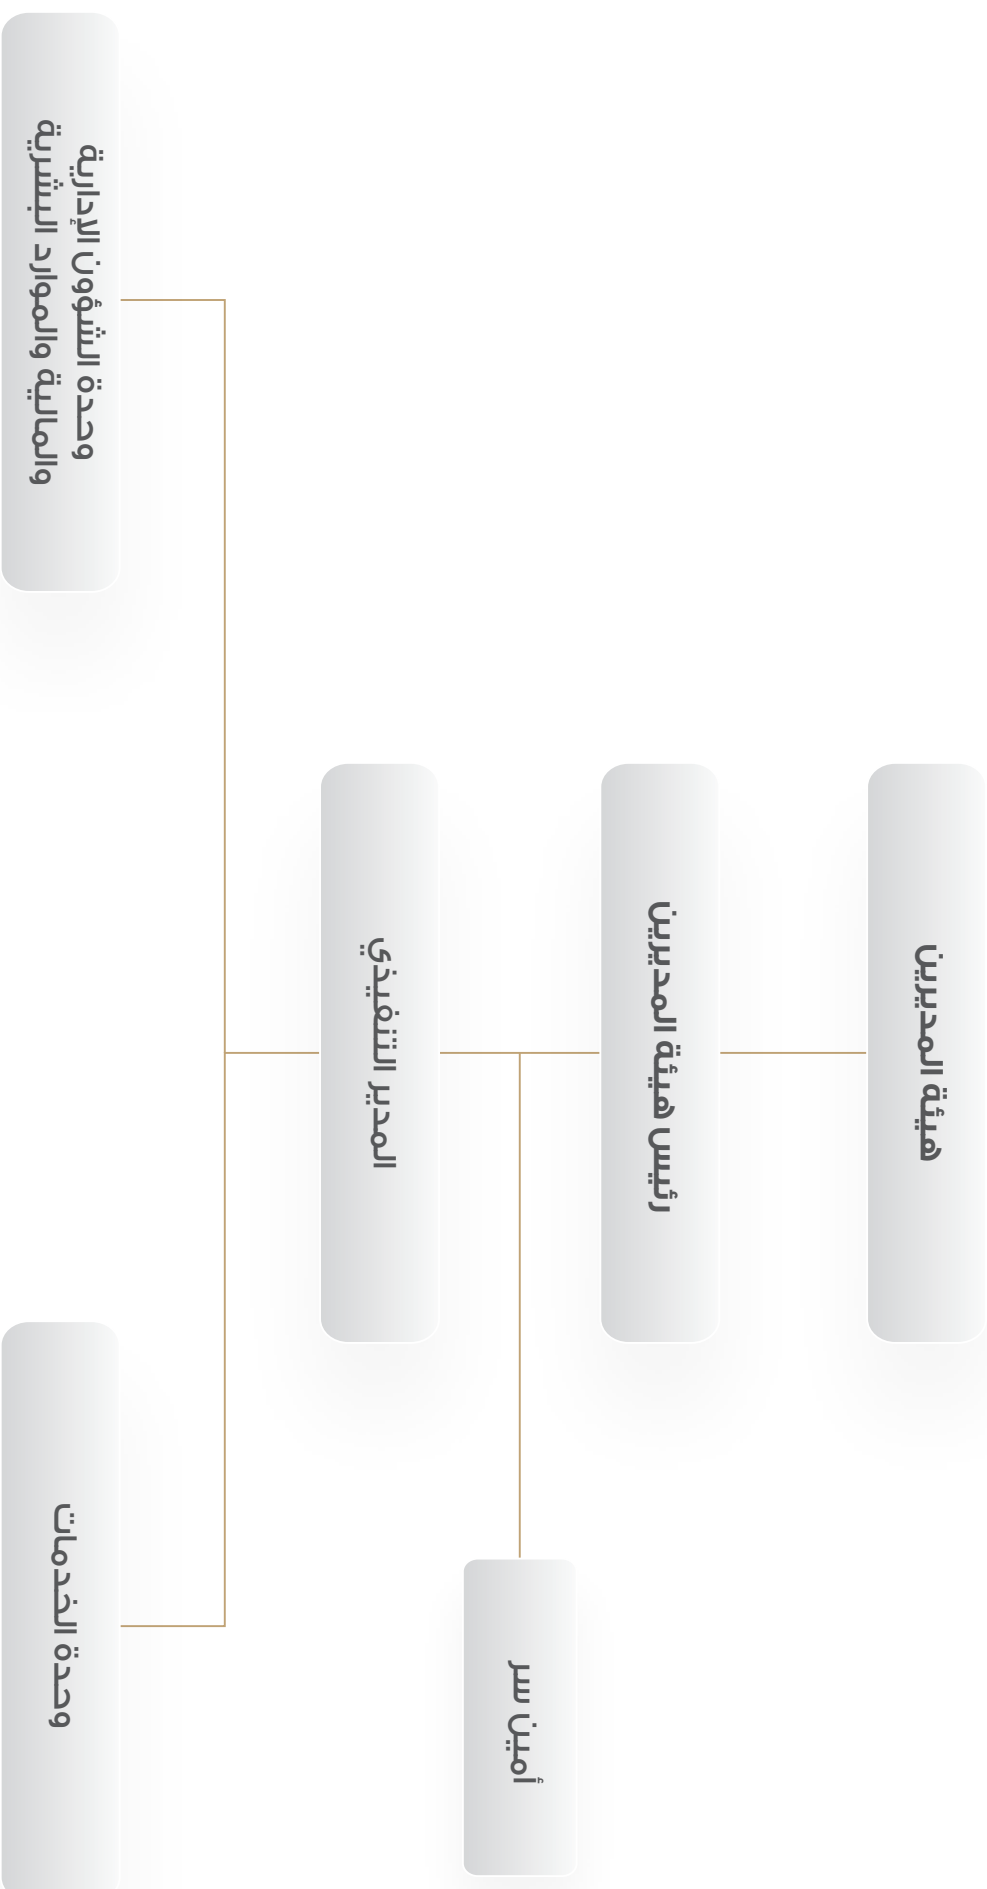 هيئة المديرين
رئيس هيئة المديرين
أمين سر
المدير التنفيذي
وحدة الشؤون الإدارية
والمالية والموارد البشرية
وحدة الخدمات